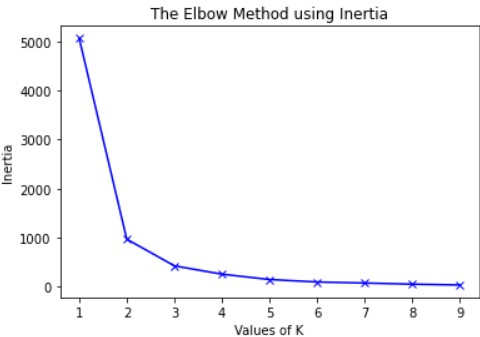 The Elbow Method using Inertia
5000
4000
3000
2000
1000
0
Inertia
1 2 3 4 5 6 7 8 9
Values of K